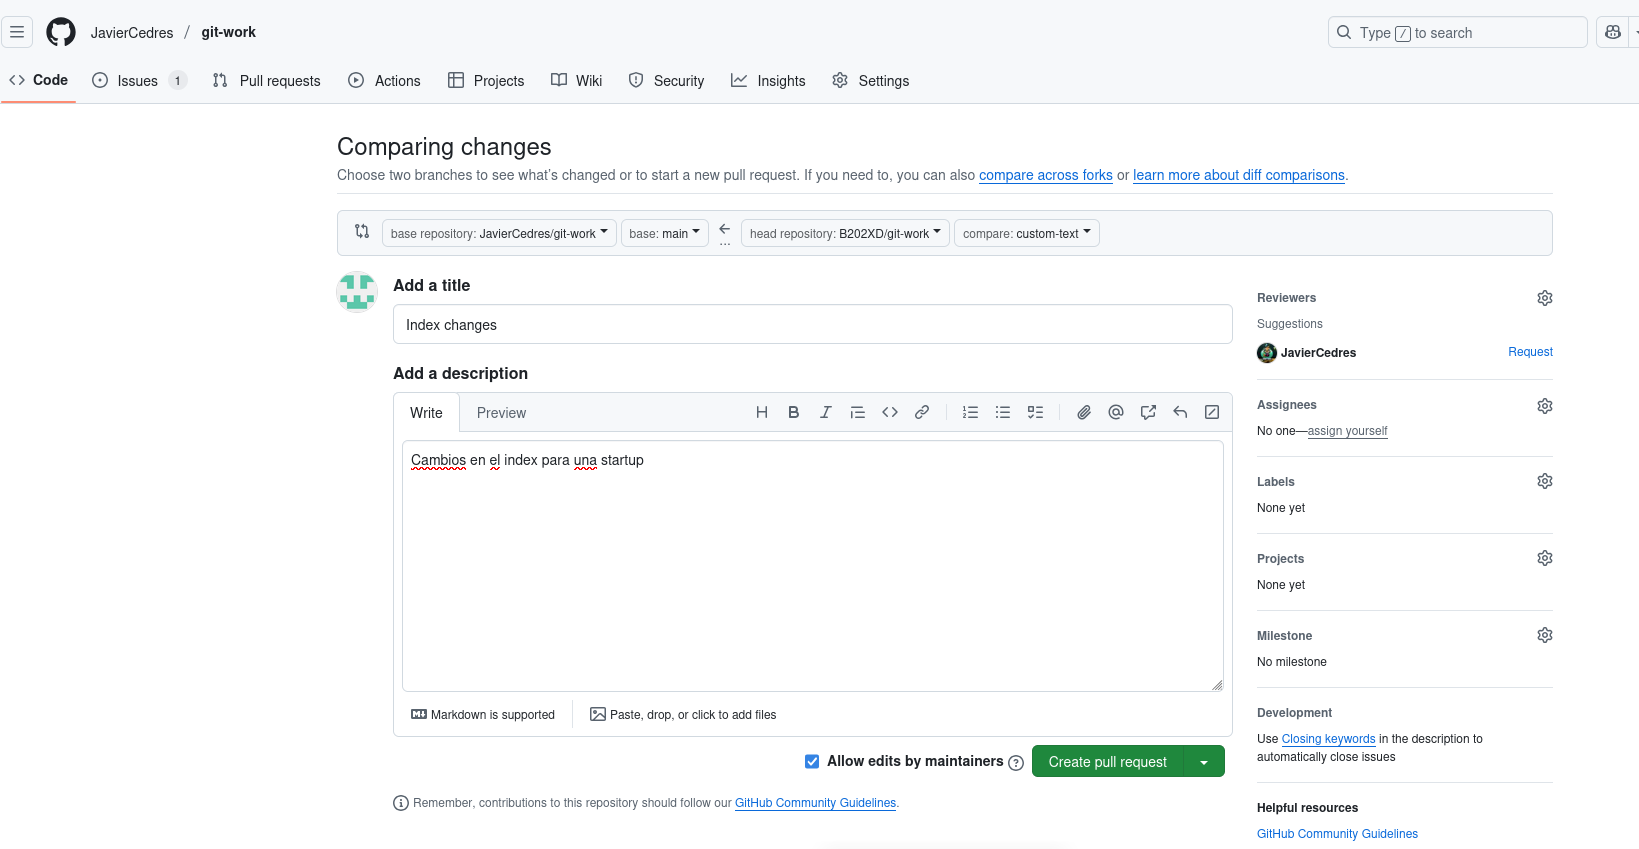 JavierCedres / git-work
Type / to search
Code
Issues 1
Pull requests
Actions
Projects
Wiki
Security
Insights
Settings
Comparing changes
Choose two branches to see what's changed or to start a new pull request. If you need to, you can also compare across forks or learn more about diff comparisons.
base repository: JavierCedres/git-work
base: main
...
head repository: B202XD/git-work
compare: custom-text
Add a title
Index changes
Add a description
Write
Preview
Cambios en el index para una startup
Markdown is supported
Paste, drop, or click to add files
Allow edits by maintainers
Create pull request
Remember, contributions to this repository should follow our GitHub Community Guidelines.
Reviewers
Suggestions
JavierCedres
Request
Assignees
No one—assign yourself
Labels
None yet
Projects
None yet
Milestone
No milestone
Development
Use Closing keywords in the description to
automatically close issues
Helpful resources
GitHub Community Guidelines